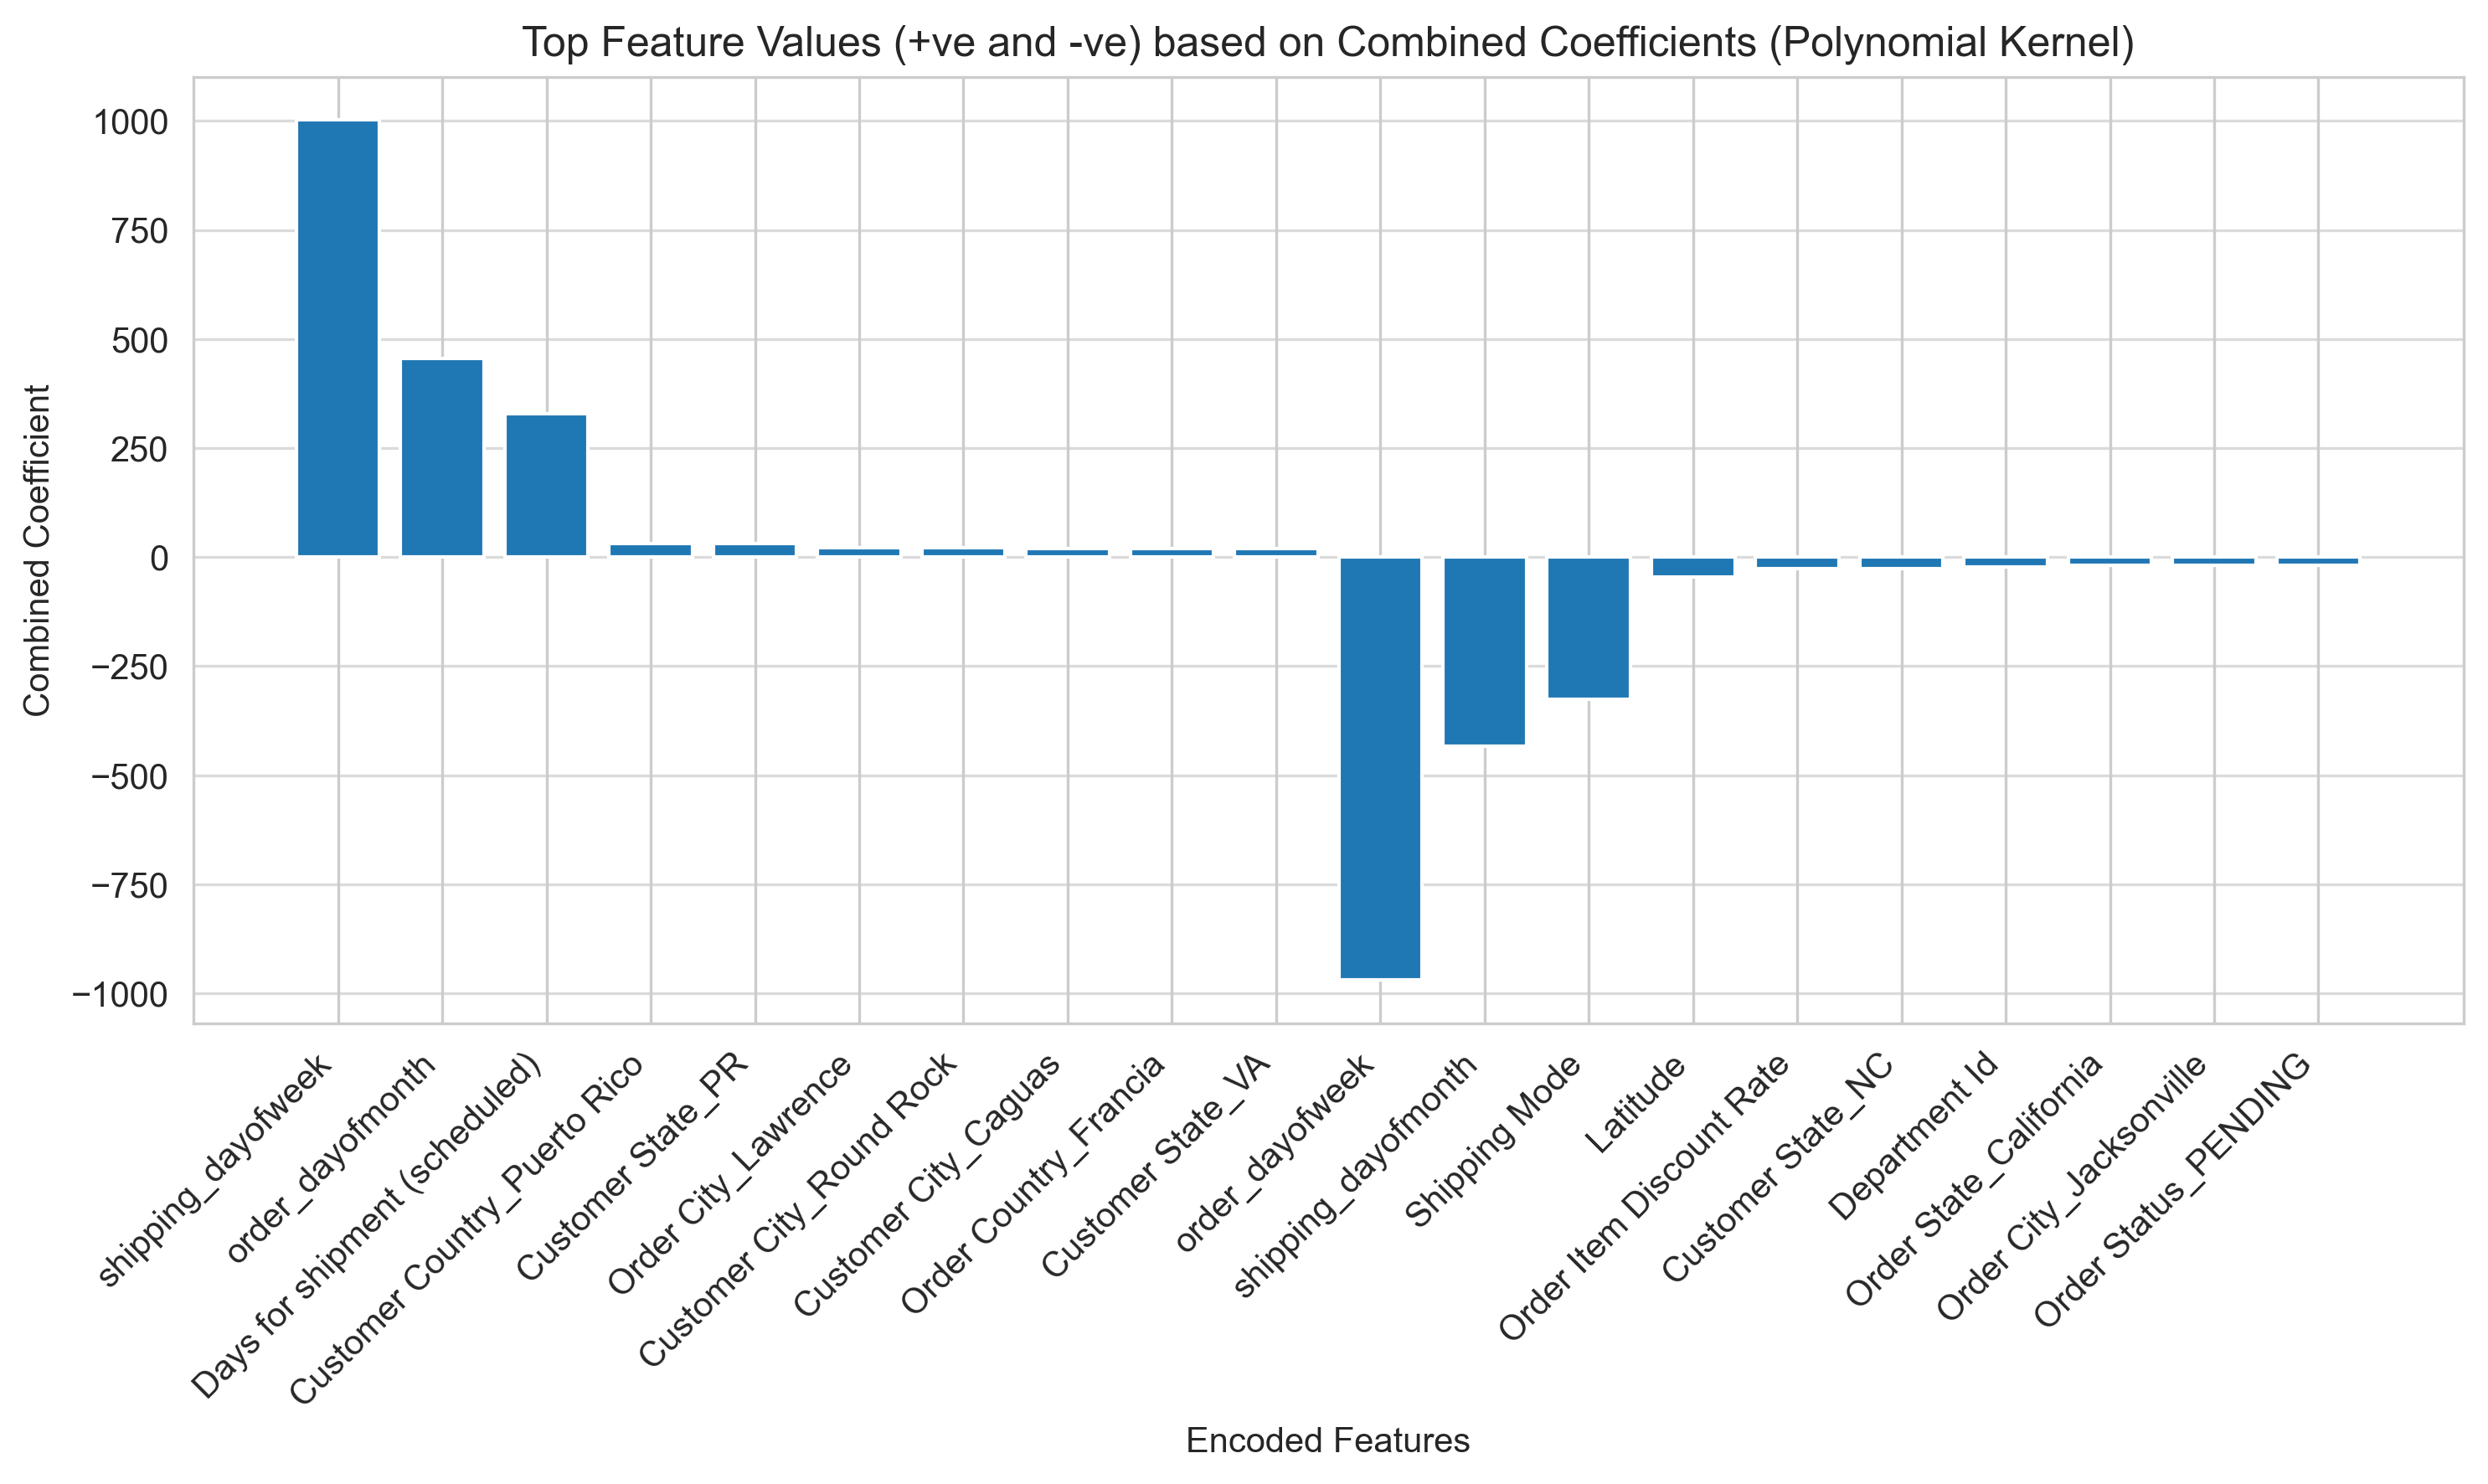 Top Feature Values (+ve and -ve) based on Combined Coefficients (Polynomial Kernel)
Combined Coefficient
1000
750
500
250
0
−250
−500
−750
−1000
shipping_dayofweek
order_dayofmonth
Days for shipment (scheduled)
Customer Country_Puerto Rico
Customer State_PR
Order City_Lawrence
Customer City_Round Rock
Customer City_Caguas
Order Country_Francia
Customer State_VA
order_dayofweek
shipping_dayofmonth
Shipping Mode
Latitude
Order Item Discount Rate
Customer State_NC
Department Id
Order State_California
Order City_Jacksonville
Order Status_PENDING
Encoded Features